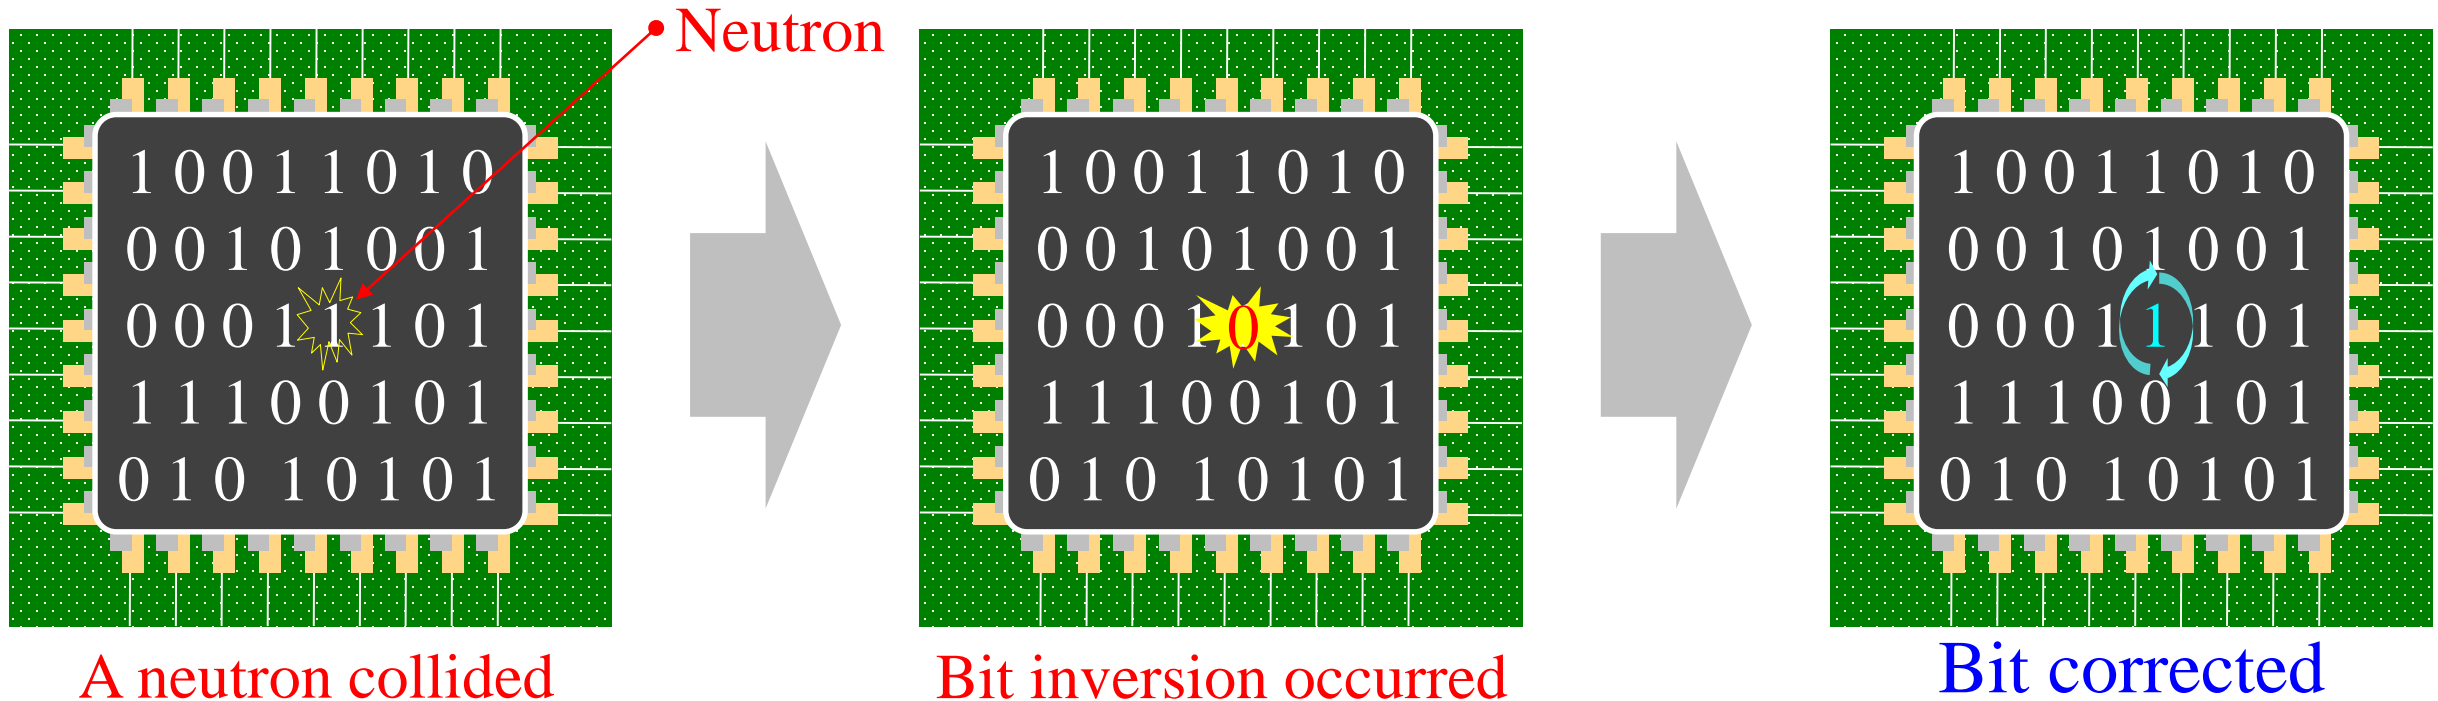 Neutron
1 0 0 1 1 0 1 0
0 0 1 0 1 0 0 1
0 0 0 1 1 1 0 1
1 1 1 0 0 1 0 1
0 1 0 1 0 1 0 1
A neutron collided
1 0 0 1 1 0 1 0
0 0 1 0 1 0 0 1
0 0 0 1 0 1 0 1
1 1 1 0 0 1 0 1
0 1 0 1 0 1 0 1
Bit inversion occurred
1 0 0 1 1 0 1 0
0 0 1 0 1 0 0 1
0 0 0 1 1 1 0 1
1 1 1 0 0 1 0 1
0 1 0 1 0 1 0 1
Bit corrected